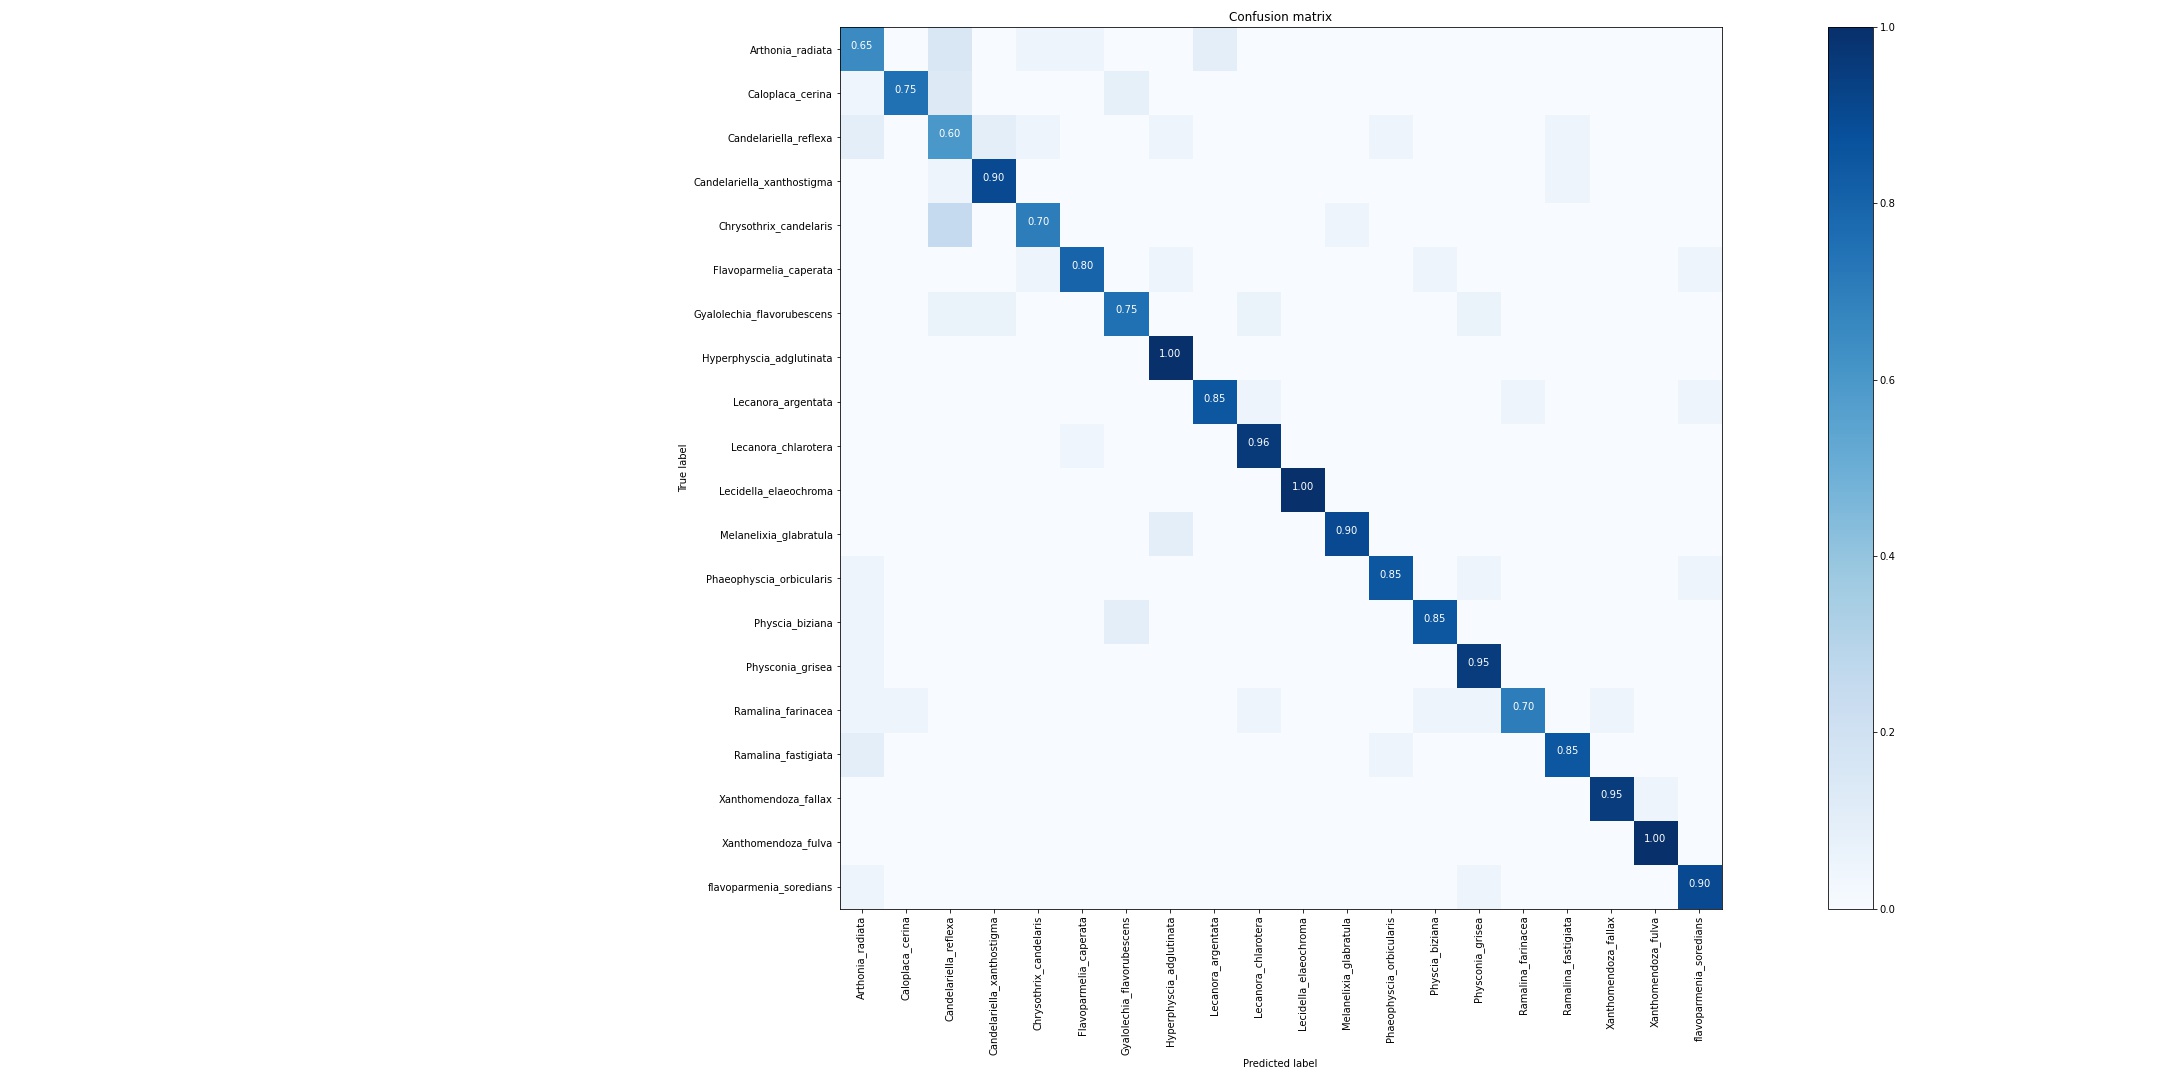 Confusion matrix
Arthonia_radiata
Caloplaca_cerina
Candelariella_reflexa
Candelariella_xanthostigma
Chrysothrix_candelaris
Flavoparmelia_caperata
Gyalolechia_flavorubescens
Hyperphyscia_adglutinata
Lecanora_argentata
Lecanora_chlarotera
Lecidella_elaeochroma
Melanelixia_glabratula
Phaeophyscia_orbicularis
Physcia_biziana
Physconia_grisea
Ramalina_farinacea
Ramalina_fastigiata
Xanthomendoza_fallax
Xanthomendoza_fulva
flavoparmenia_soredians
True label
0.65
0.75
0.60
0.90
0.70
0.80
0.75
1.00
0.85
0.96
1.00
0.90
0.85
0.85
0.95
0.70
0.85
0.95
1.00
0.90
Arthonia_radiata
Caloplaca_cerina
Candelariella_reflexa
Candelariella_xanthostigma
Chrysothrix_candelaris
Flavoparmelia_caperata
Gyalolechia_flavorubescens
Hyperphyscia_adglutinata
Lecanora_argentata
Lecanora_chlarotera
Lecidella_elaeochroma
Melanelixia_glabratula
Phaeophyscia_orbicularis
Physcia_biziana
Physconia_grisea
Ramalina_farinacea
Ramalina_fastigiata
Xanthomendoza_fallax
Xanthomendoza_fulva
flavoparmenia_soredians
Predicted label
1.0
0.8
0.6
0.4
0.2
0.0